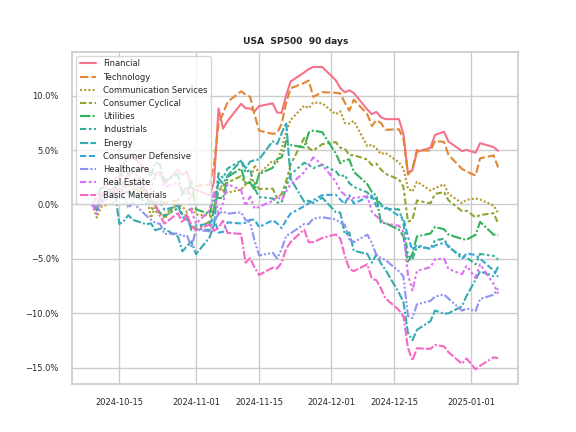 USA  SP500  90 days
Financial
Technology
Communication Services
Consumer Cyclical
Utilities
Industrials
Energy
Consumer Defensive
Healthcare
Real Estate
Basic Materials
10.0%
5.0%
0.0%
−5.0%
−10.0%
−15.0%
2024-10-15 2024-11-01 2024-11-15 2024-12-01 2024-12-15 2025-01-01